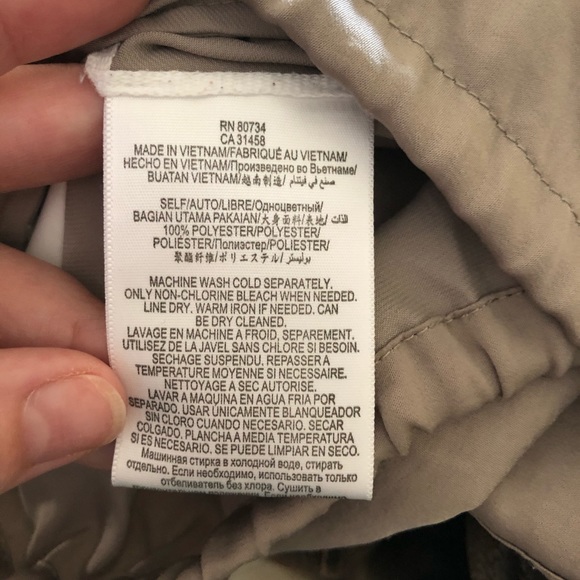 RN 80734
CA 31458
MADE IN VIETNAM/FABRIQUÉ AU VIETNAM/
HECHO EN VIETNAM/Произведено во Вьетнаме/
BUATAN VIETNAM/越南制造/ صنع في فيتنام
SELF/AUTO/LIBRE/Одноцветный/
BAGIAN UTAMA PAKAIAN/大身面料/表地/ الذات
100% POLYESTER/POLYESTER/
POLIÉSTER/Полиэстер/POLIESTER/
聚酯纤维/ポリエステル/ بوليستر
MACHINE WASH COLD SEPARATELY.
ONLY NON-CHLORINE BLEACH WHEN NEEDED.
LINE DRY. WARM IRON IF NEEDED. CAN
BE DRY CLEANED.
LAVAGE EN MACHINE A FROID, SEPAREMENT.
UTILISEZ DE LA JAVEL SANS CHLORE SI BESOIN.
SECHAGE SUSPENDU. REPASSER A
TEMPERATURE MOYENNE SI NECESSAIRE.
NETTOYAGE A SEC AUTORISE.
LAVAR A MAQUINA EN AGUA FRIA POR
SEPARADO. USAR ÚNICAMENTE BLANQUEADOR
SIN CLORO CUANDO NECESARIO. SECAR
COLGADO. PLANCHA A MEDIA TEMPERATURA
SI ES NECESARIO. SE PUEDE LIMPIAR EN SECO.
Машинная стирка в холодной воде, стирать
отдельно. Если необходимо, использовать только
отбеливатель без хлора. Сушить в